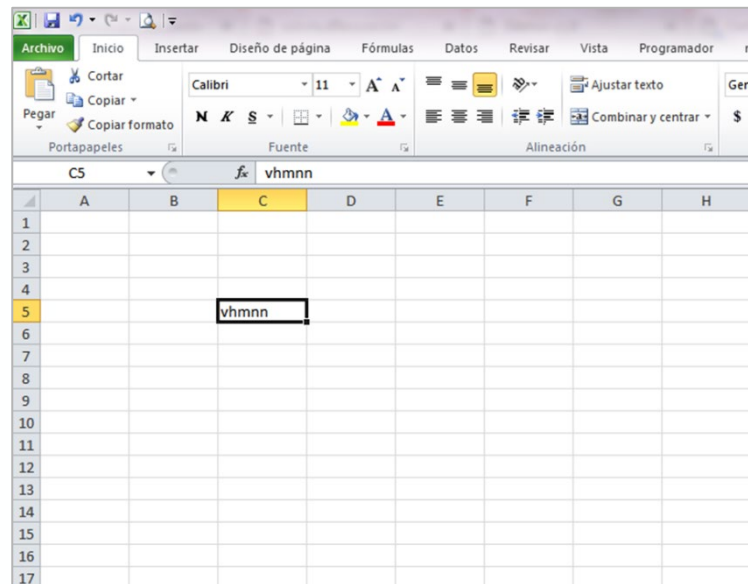 Archivo Inicio Insertar Diseño de página Fórmulas Datos Revisar Vista Programador
Cortar
Copiar
Copiar formato
Pegar
Portapapeles
Calibri 11
N K S A
Fuente
Ajustar texto
Combinar y centrar
Alineación
Ger
$
C5 fx vhmnn
A B C D E F G H
1
2
3
4
5 vhmnn
6
7
8
9
10
11
12
13
14
15
16
17